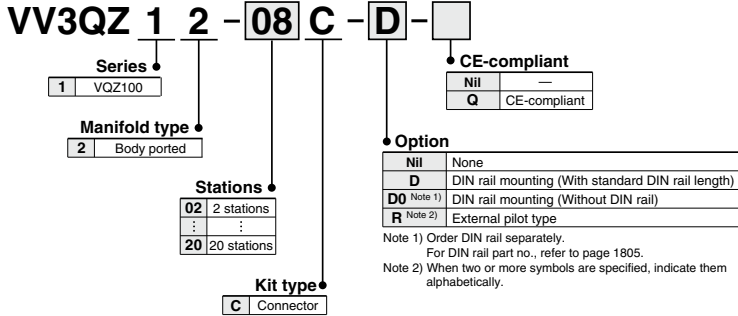 VV3QZ 1 2 - 08 C - D -
Series
1 VQZ100
Manifold type
2 Body ported
Stations
02 2 stations
⋮ ⋮
20 20 stations
Kit type
C Connector
CE-compliant
Nil —
Q CE-compliant
Option
Nil None
D DIN rail mounting (With standard DIN rail length)
D0 Note 1) DIN rail mounting (Without DIN rail)
R Note 2) External pilot type
Note 1) Order DIN rail separately.
For DIN rail part no., refer to page 1805.
Note 2) When two or more symbols are specified, indicate them
alphabetically.